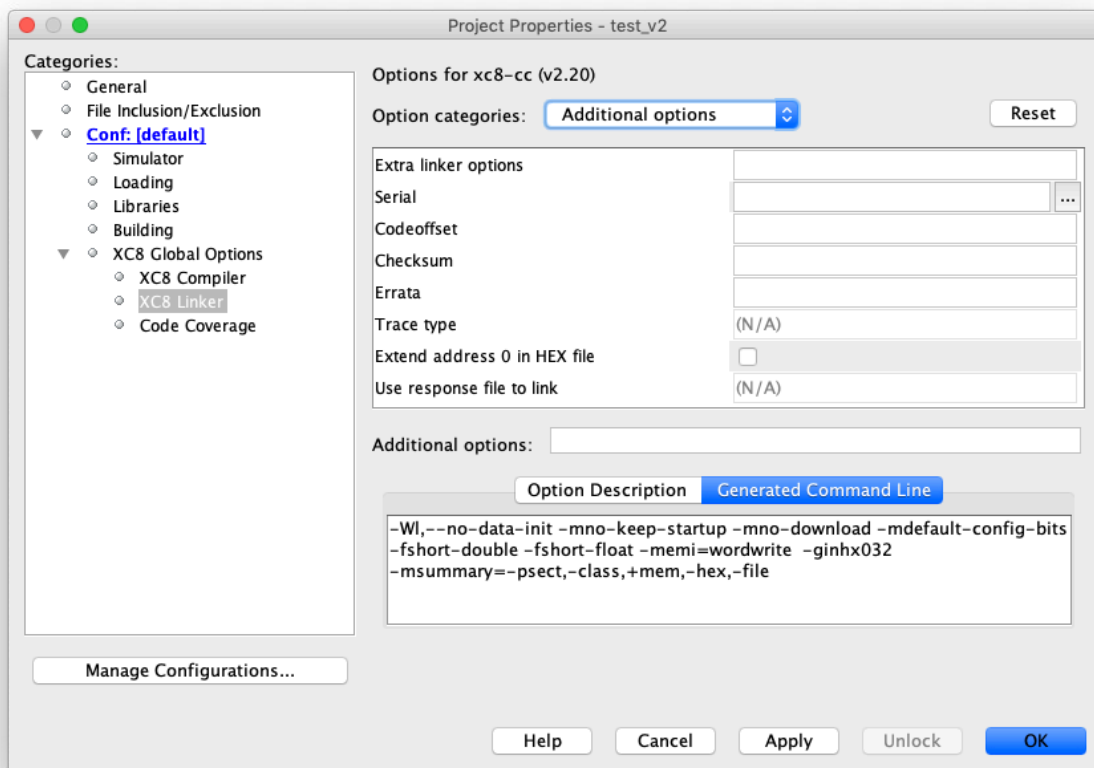 Project Properties - test_v2
Categories:
General
File Inclusion/Exclusion
Conf: [default]
Simulator
Loading
Libraries
Building
XC8 Global Options
XC8 Compiler
XC8 Linker
Code Coverage
Manage Configurations...
Options for xc8-cc (v2.20)
Option categories: Additional options Reset
Extra linker options
Serial ...
Codeoffset
Checksum
Errata
Trace type (N/A)
Extend address 0 in HEX file
Use response file to link (N/A)
Additional options:
Option Description Generated Command Line
-Wl,--no-data-init -mno-keep-startup -mno-download -mdefault-config-bits
-fshort-double -fshort-float -memi=wordwrite -ginhx032
-msummary=-psect,-class,+mem,-hex,-file
Help Cancel Apply Unlock OK